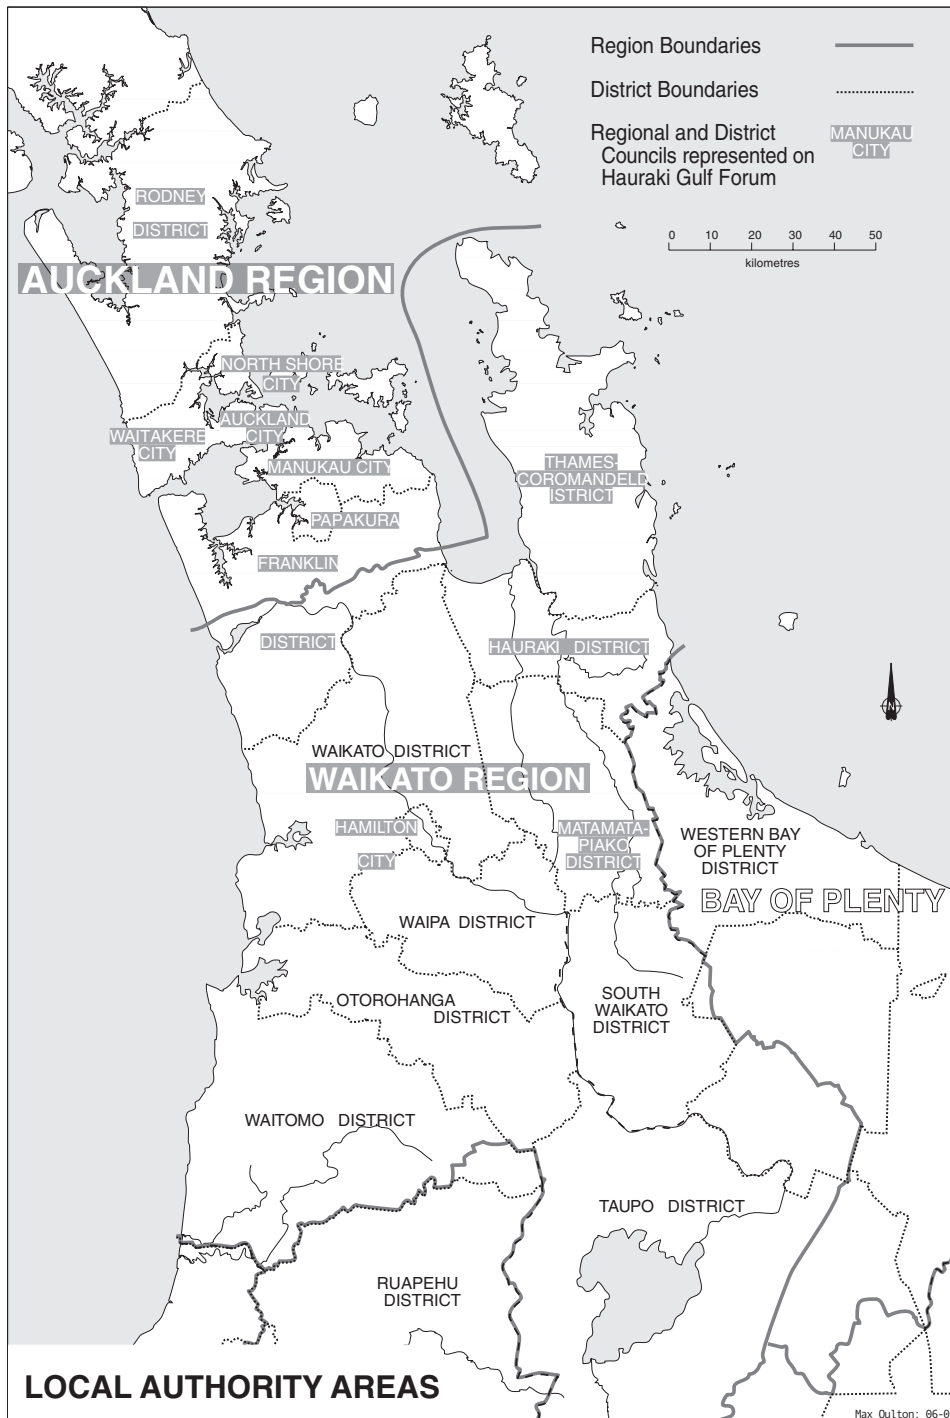 Region Boundaries
District Boundaries
Regional and District
Councils represented on
Hauraki Gulf Forum
MANUKAU
CITY
0 10 20 30 40 50
kilometres
RODNEY
DISTRICT
AUCKLAND REGION
NORTH SHORE
CITY
AUCKLAND
CITY
WAITAKERE
CITY
MANUKAU CITY
THAMES-
COROMANDELD
ISTRICT
PAPAKURA
FRANKLIN
DISTRICT
HAURAKI DISTRICT
N
WAIKATO DISTRICT
WAIKATO REGION
HAMILTON
CITY
MATAMATA-
PIAKO
DISTRICT
WESTERN BAY
OF PLENTY
DISTRICT
BAY OF PLENTY
WAIPA DISTRICT
OTOROHANGA
DISTRICT
SOUTH
WAIKATO
DISTRICT
WAITOMO DISTRICT
TAUPO DISTRICT
RUAPEHU
DISTRICT
LOCAL AUTHORITY AREAS
Max Oulton: 06-0